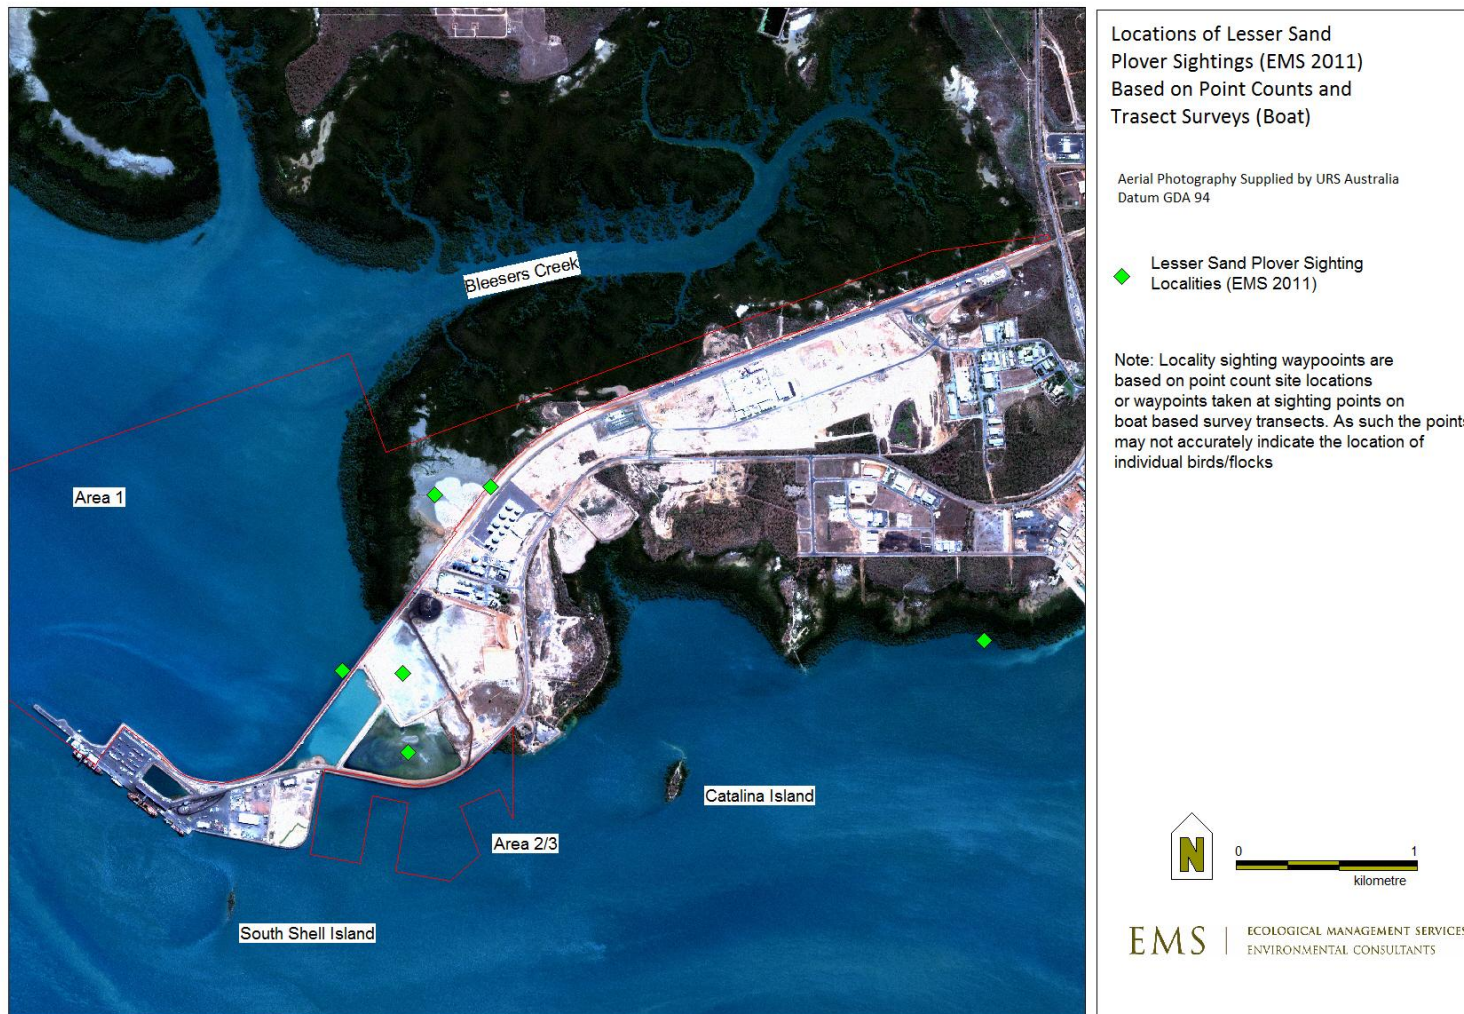 Locations of Lesser Sand
Plover Sightings (EMS 2011)
Based on Point Counts and
Trasect Surveys (Boat)
Aerial Photography Supplied by URS Australia
Datum GDA 94
Lesser Sand Plover Sighting
Localities (EMS 2011)
Note: Locality sighting waypooints are
based on point count site locations
or waypoints taken at sighting points on
boat based survey transects. As such the points
may not accurately indicate the location of
individual birds/flocks
Bleesers Creek
Area 1
Catalina Island
Area 2/3
South Shell Island
N
0 1
kilometre
EMS
ECOLOGICAL MANAGEMENT SERVICES
ENVIRONMENTAL CONSULTANTS